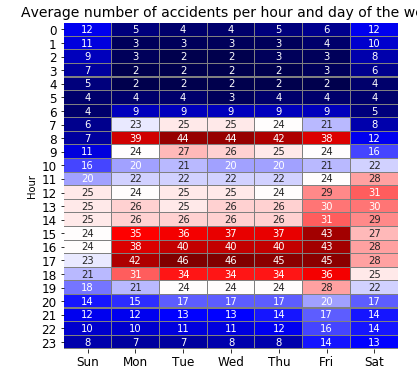 Average number of accidents per hour and day of the we
Hour
0 12 5 4 4 5 6 12
1 11 3 3 3 3 4 10
2 9 3 2 2 3 3 8
3 7 2 2 2 2 3 6
4 5 2 2 2 2 2 4
5 4 4 4 3 4 4 4
6 4 9 9 9 9 9 5
7 6 23 25 25 24 21 8
8 7 39 44 44 42 38 12
9 11 24 27 26 25 24 16
10 16 20 21 20 20 21 22
11 20 22 22 22 22 24 28
12 25 24 25 25 24 29 31
13 25 26 25 26 26 30 30
14 25 26 26 26 26 31 29
15 24 35 36 37 37 43 27
16 24 38 40 40 40 43 28
17 23 42 46 46 45 45 28
18 21 31 34 34 34 36 25
19 18 21 24 24 24 28 22
20 14 15 17 17 17 20 17
21 12 12 13 13 14 17 14
22 10 10 11 11 12 16 14
23 8 7 7 8 8 14 13
Sun Mon Tue Wed Thu Fri Sat